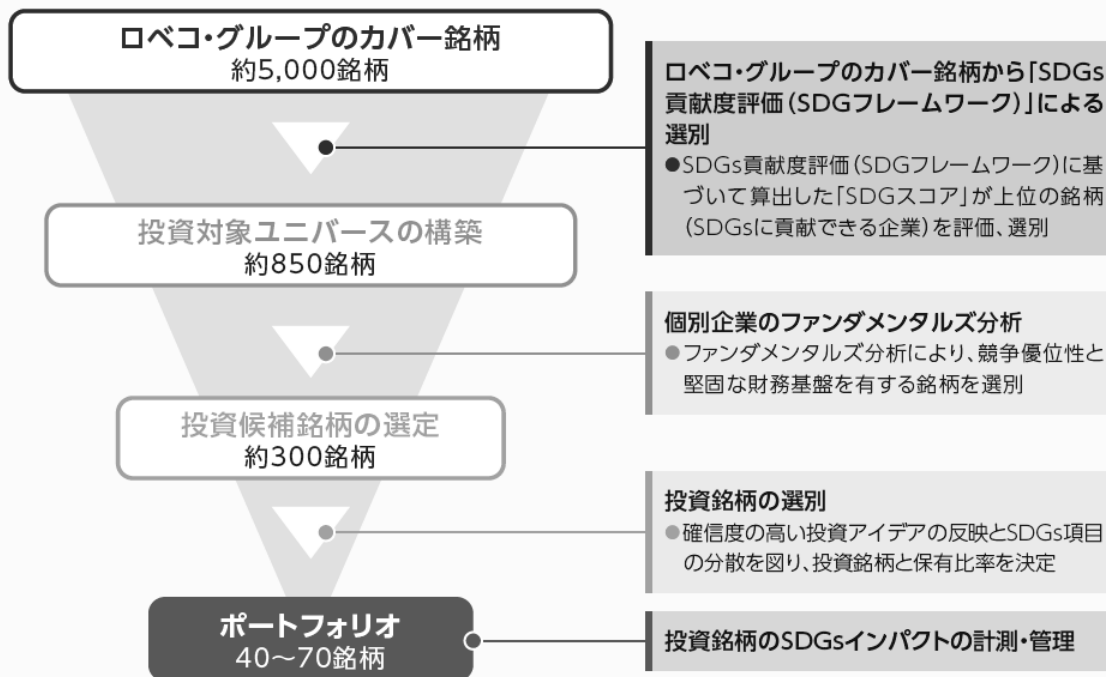 ロベコ・グループのカバー銘柄
約5,000銘柄
ロベコ・グループのカバー銘柄から「SDGs
貢献度評価(SDGフレームワーク)」による
選別
●SDGs貢献度評価(SDGフレームワーク)に基
づいて算出した「SDGスコア」が上位の銘柄
(SDGsに貢献できる企業)を評価、選別
投資対象ユニバースの構築
約850銘柄
個別企業のファンダメンタルズ分析
●ファンダメンタルズ分析により、競争優位性と
堅固な財務基盤を有する銘柄を選別
投資候補銘柄の選定
約300銘柄
投資銘柄の選別
●確信度の高い投資アイデアの反映とSDGs項目
の分散を図り、投資銘柄と保有比率を決定
ポートフォリオ
40〜70銘柄
投資銘柄のSDGsインパクトの計測・管理